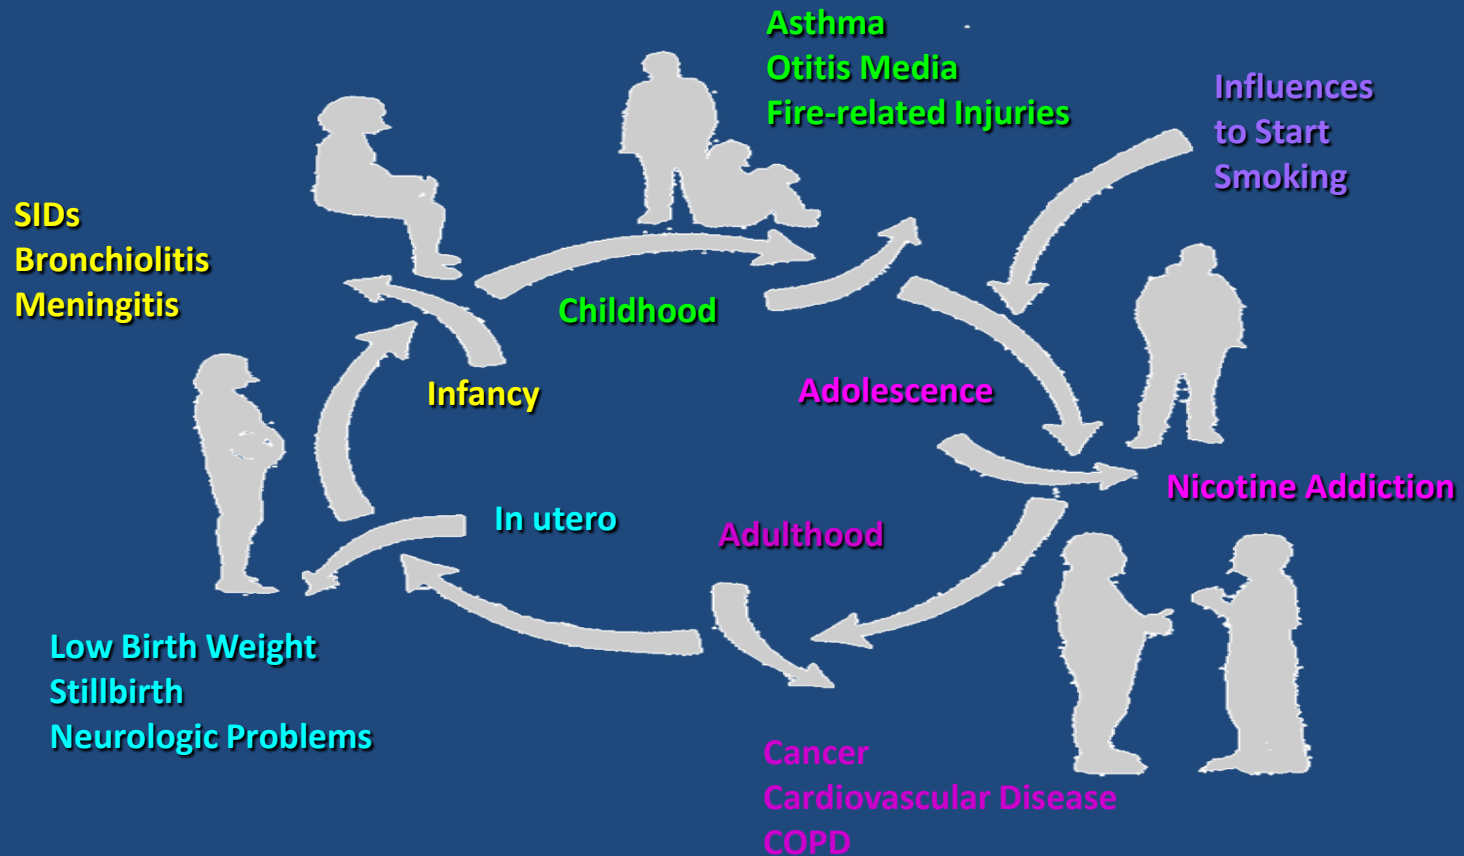 Asthma
Otitis Media
Fire-related Injuries
Influences
to Start
Smoking
SIDs
Bronchiolitis
Meningitis
Childhood
Infancy
Adolescence
Nicotine Addiction
In utero
Adulthood
Low Birth Weight
Stillbirth
Neurologic Problems
Cancer
Cardiovascular Disease
COPD